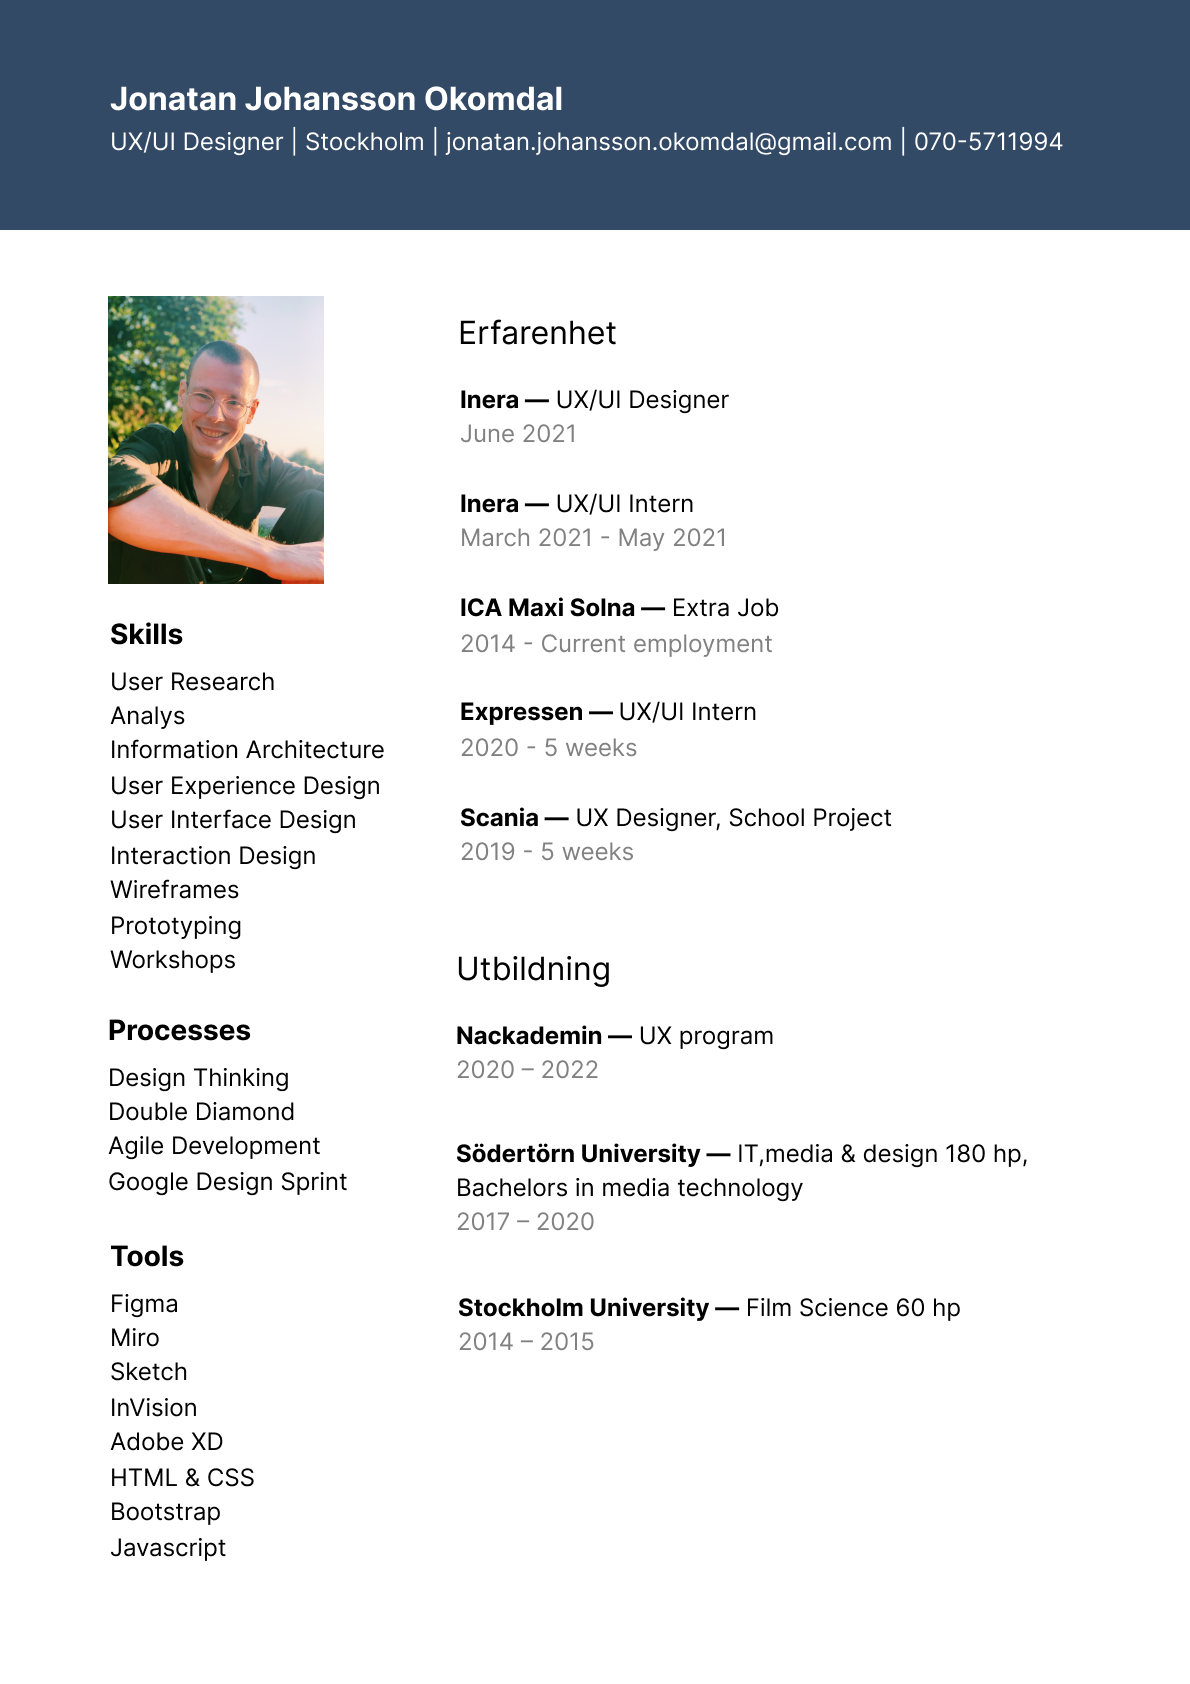 Jonatan Johansson Okomdal
UX/UI Designer | Stockholm | jonatan.johansson.okomdal@gmail.com | 070-5711994
Skills
User Research
Analys
Information Architecture
User Experience Design
User Interface Design
Interaction Design
Wireframes
Prototyping
Workshops
Processes
Design Thinking
Double Diamond
Agile Development
Google Design Sprint
Tools
Figma
Miro
Sketch
InVision
Adobe XD
HTML & CSS
Bootstrap
Javascript
Erfarenhet
Inera — UX/UI Designer
June 2021
Inera — UX/UI Intern
March 2021 - May 2021
ICA Maxi Solna — Extra Job
2014 - Current employment
Expressen — UX/UI Intern
2020 - 5 weeks
Scania — UX Designer, School Project
2019 - 5 weeks
Utbildning
Nackademin — UX program
2020 – 2022
Södertörn University — IT,media & design 180 hp,
Bachelors in media technology
2017 – 2020
Stockholm University — Film Science 60 hp
2014 – 2015